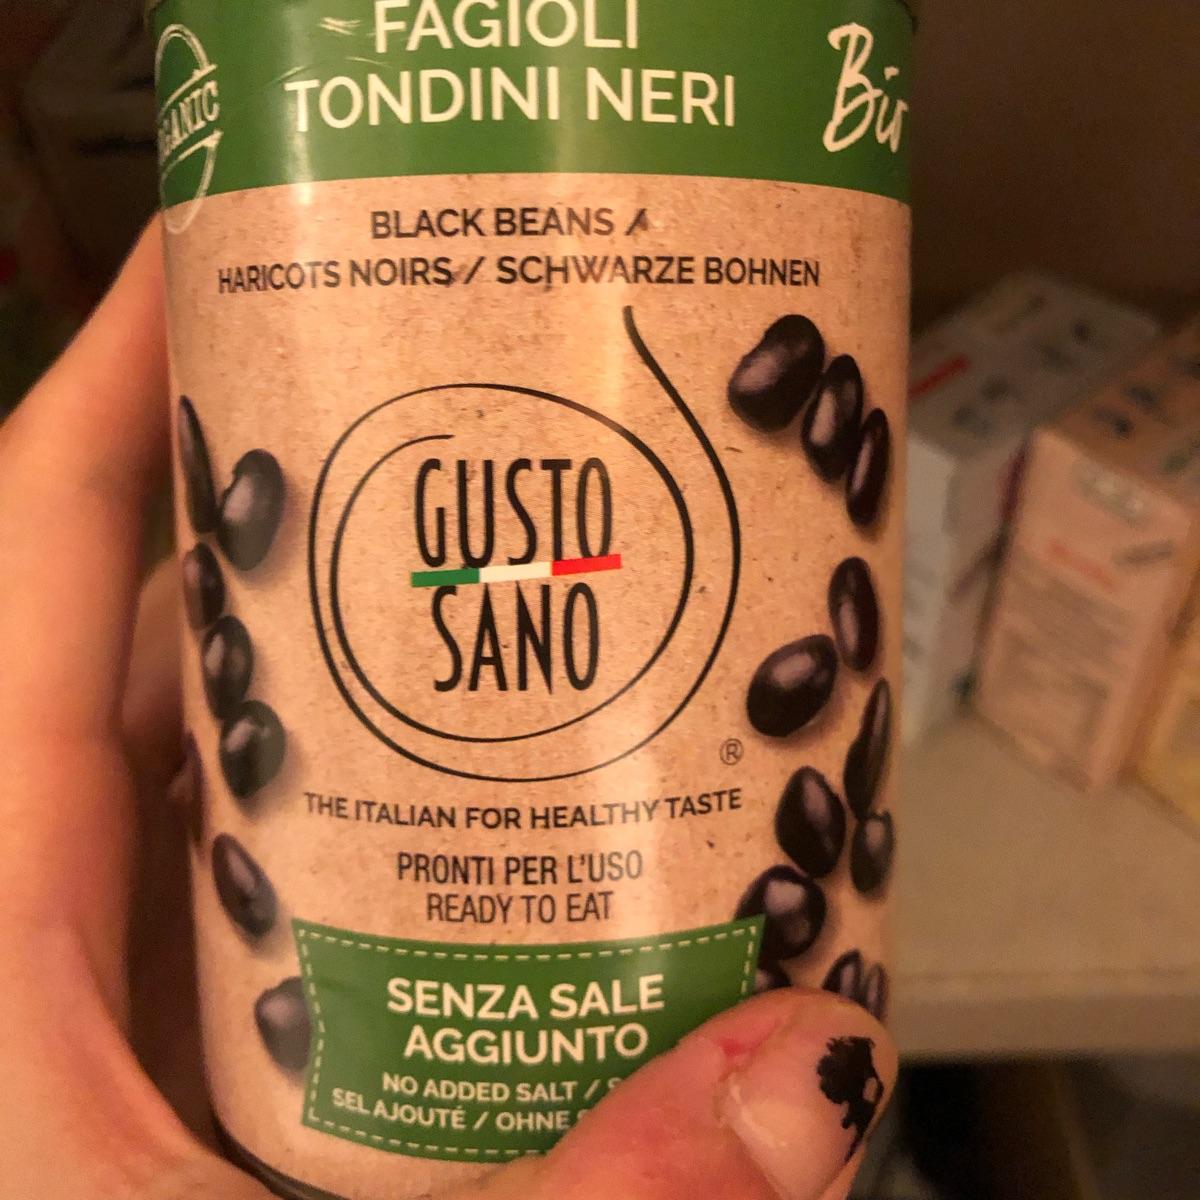 FAGIOLI
TONDINI NERI
Bio
BLACK BEANS /
HARICOTS NOIRS / SCHWARZE BOHNEN
GUSTO
SANO
®
THE ITALIAN FOR HEALTHY TASTE
PRONTI PER L'USO
READY TO EAT
SENZA SALE
AGGIUNTO
NO ADDED SALT /
SEL AJOUTÉ / OHNE